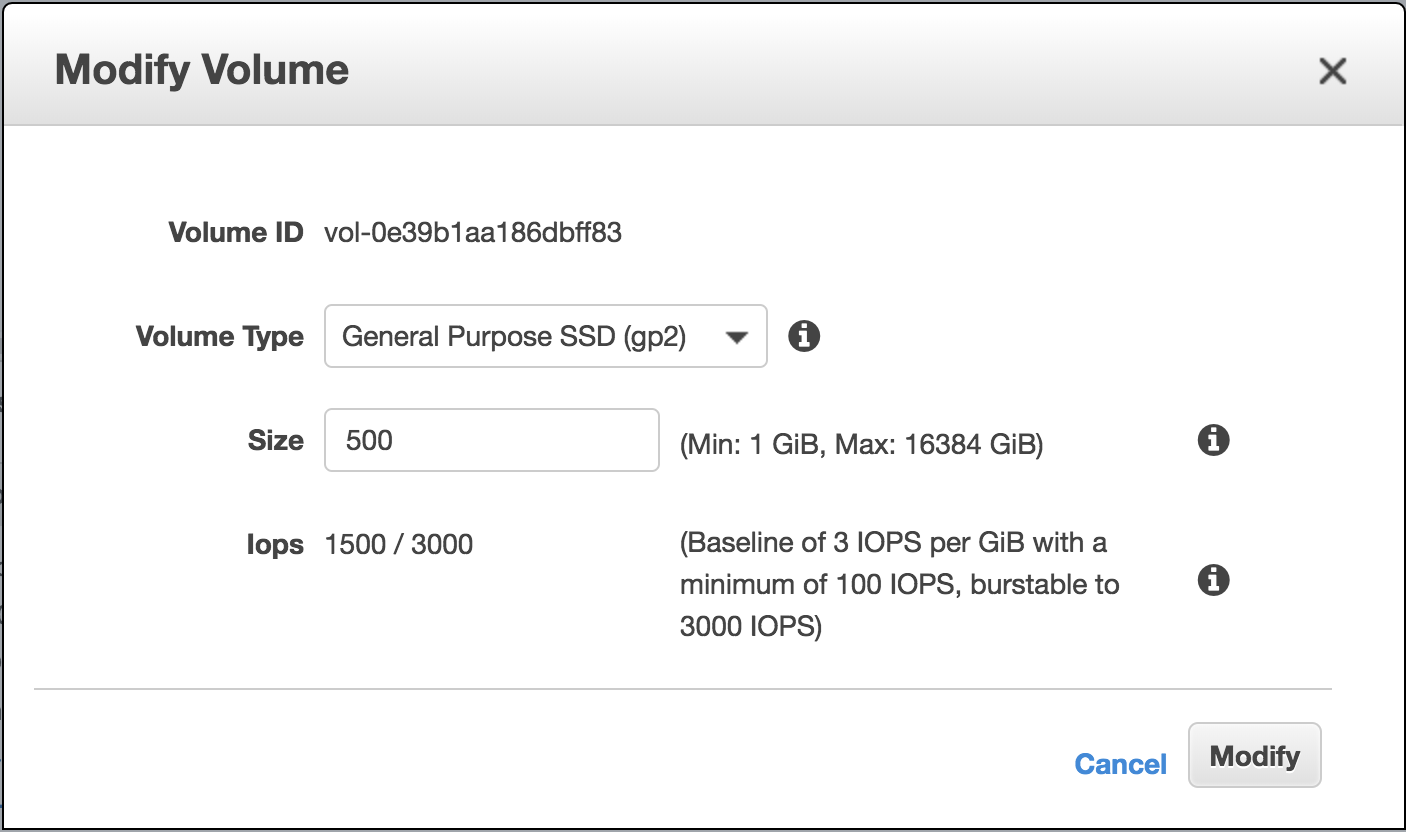 Modify Volume
Volume ID vol-0e39b1aa186dbff83
Volume Type General Purpose SSD (gp2)
Size 500 (Min: 1 GiB, Max: 16384 GiB)
Iops 1500 / 3000 (Baseline of 3 IOPS per GiB with a
minimum of 100 IOPS, burstable to
3000 IOPS)
Cancel Modify